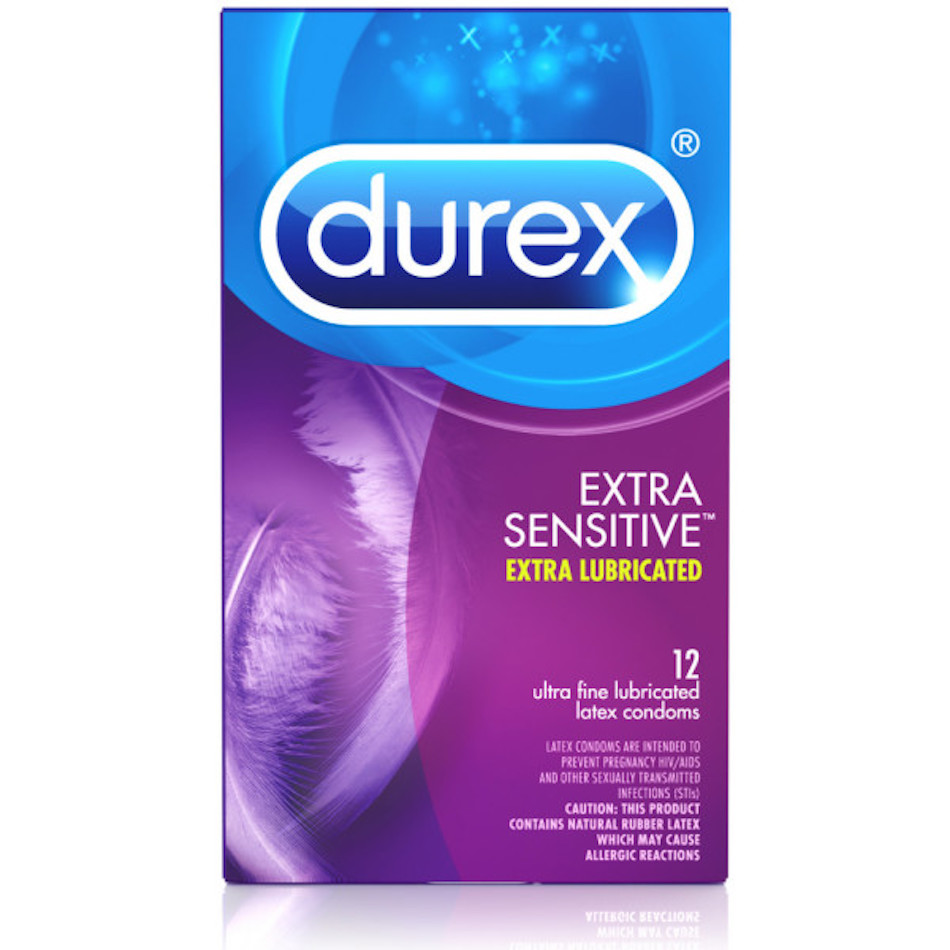 durex®
EXTRA
SENSITIVE™
EXTRA LUBRICATED
12
ultra fine lubricated
latex condoms
LATEX CONDOMS ARE INTENDED TO
PREVENT PREGNANCY HIV/AIDS
AND OTHER SEXUALLY TRANSMITTED
INFECTIONS (STIs)
CAUTION: THIS PRODUCT
CONTAINS NATURAL RUBBER LATEX
WHICH MAY CAUSE
ALLERGIC REACTIONS